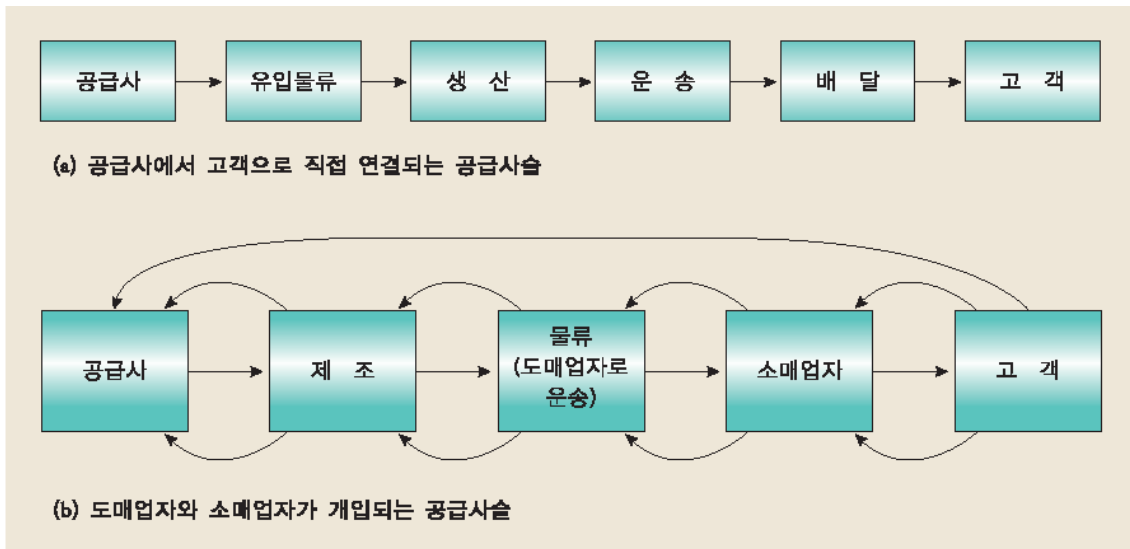 공급사
유입물류
생 산
운 송
배 달
고 객
(a) 공급사에서 고객으로 직접 연결되는 공급사슬
공급사
제 조
물류
(도매업자로
운송)
소매업자
고 객
(b) 도매업자와 소매업자가 개입되는 공급사슬